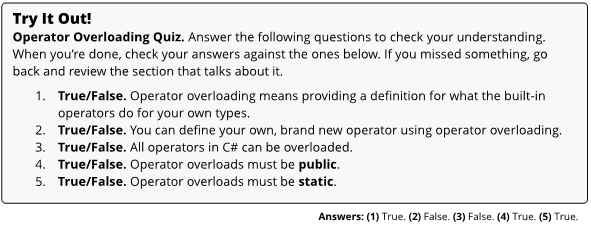 Try It Out!
Operator Overloading Quiz. Answer the following questions to check your understanding.
When you're done, check your answers against the ones below. If you missed something, go
back and review the section that talks about it.
1. True/False. Operator overloading means providing a definition for what the built-in
operators do for your own types.
2. True/False. You can define your own, brand new operator using operator overloading.
3. True/False. All operators in C# can be overloaded.
4. True/False. Operator overloads must be public.
5. True/False. Operator overloads must be static.
Answers: (1) True. (2) False. (3) False. (4) True. (5) True.